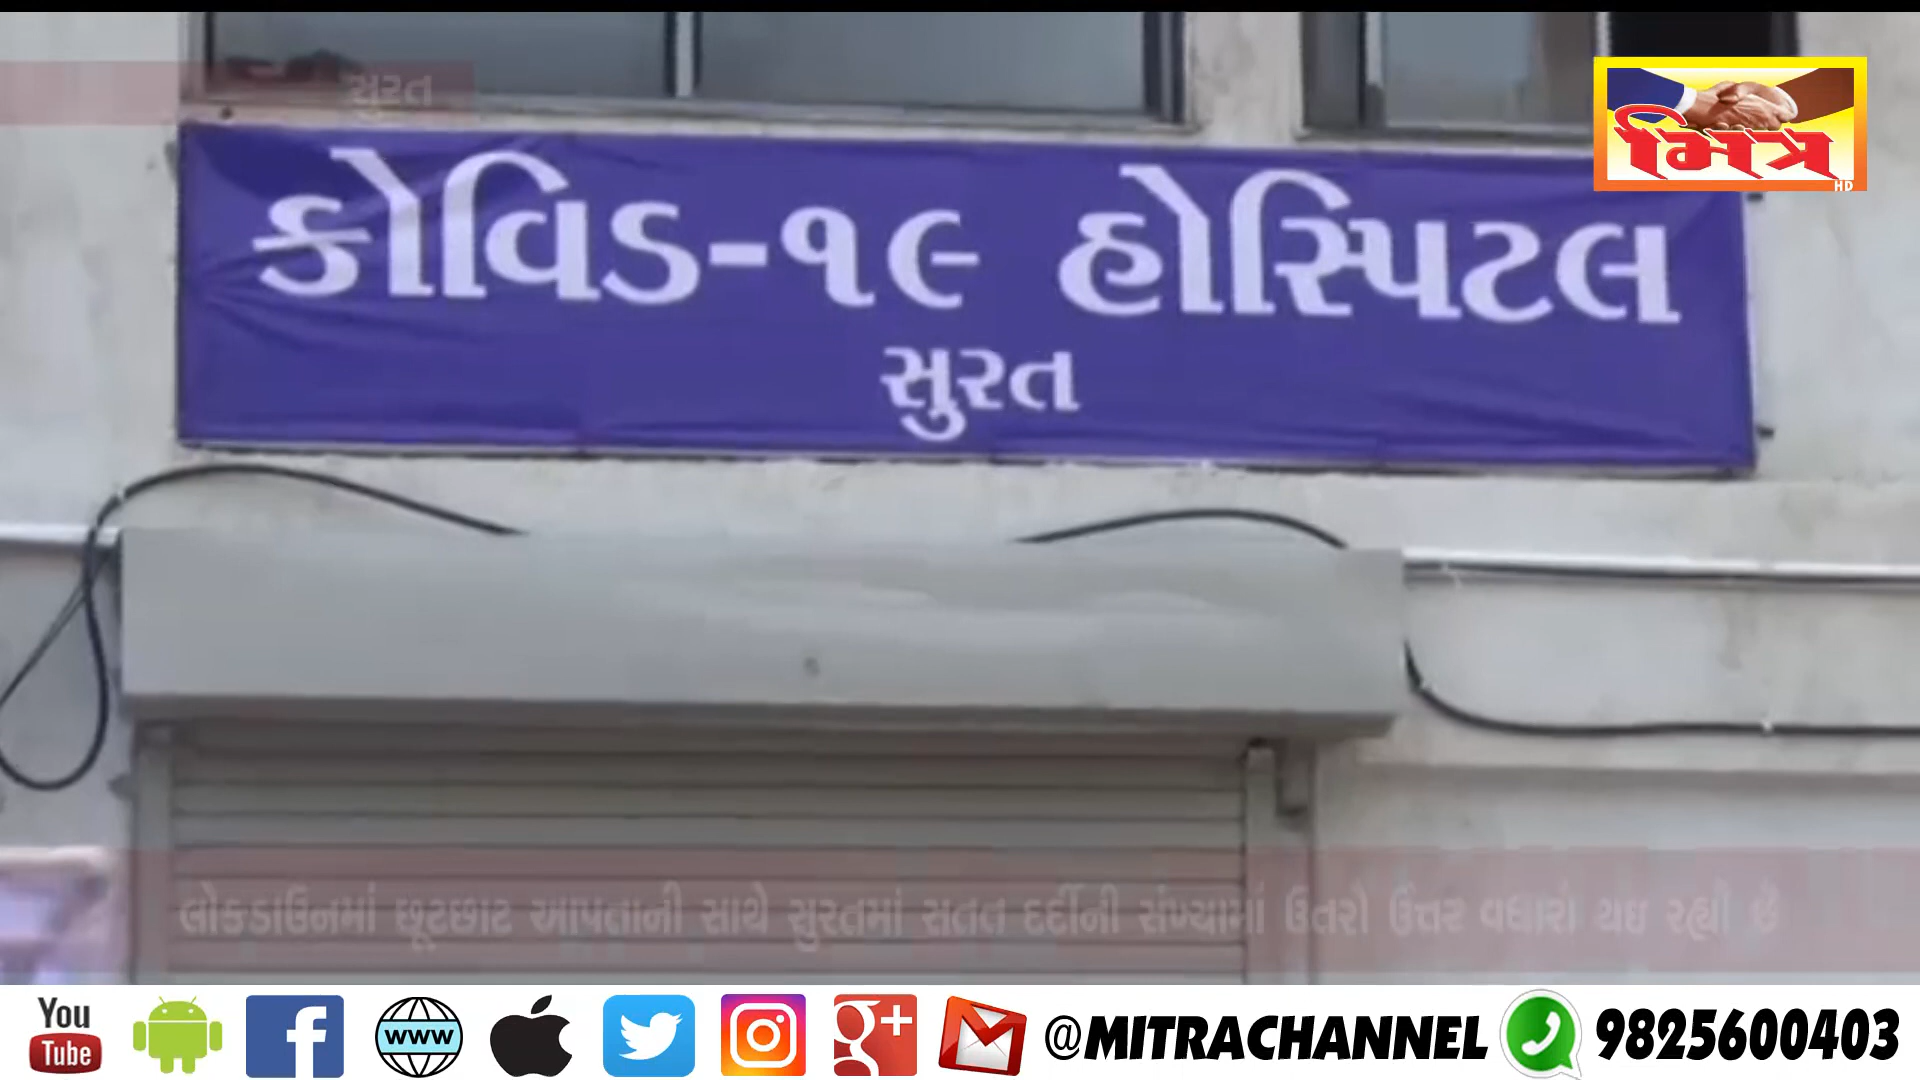 સુરત
મિત્ર
HD
કોવિડ-૧૯ હોસ્પિટલ
સુરત
લોકડાઉનમાં છૂટછાટ આપતાની સાથે સુરતમાં સતત દર્દીની સંખ્યામાં ઉતરો ઉત્તર વધારો થઇ રહ્યો છે
You
Tube
f
www
g+
M
@MITRACHANNEL
9825600403